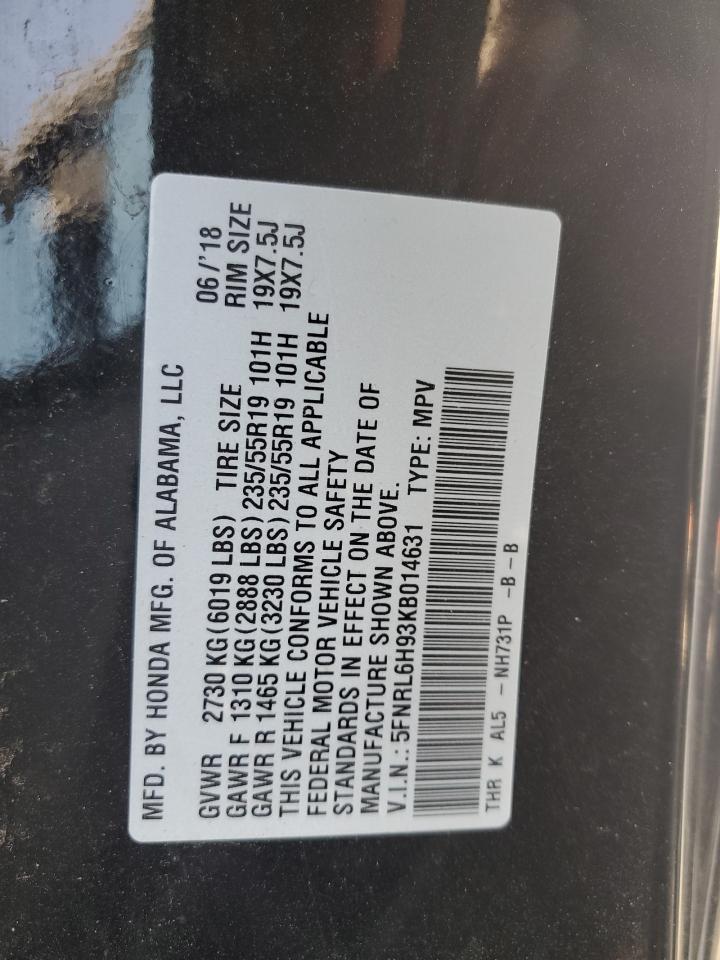 MFD. BY HONDA MFG. OF ALABAMA, LLC
06/'18
GVWR 2730 KG(6019 LBS) TIRE SIZE RIM SIZE
GAWR F 1310 KG(2888 LBS)235/55R19 101H 19X7.5J
GAWR R 1465 KG(3230 LBS)235/55R19 101H 19X7.5J
THIS VEHICLE CONFORMS TO ALL APPLICABLE
FEDERAL MOTOR VEHICLE SAFETY
STANDARDS IN EFFECT ON THE DATE OF
MANUFACTURE SHOWN ABOVE.
V.I.N.: 5FNRL6H93KB014631 TYPE: MPV
THR K AL5 -NH731P -B-B